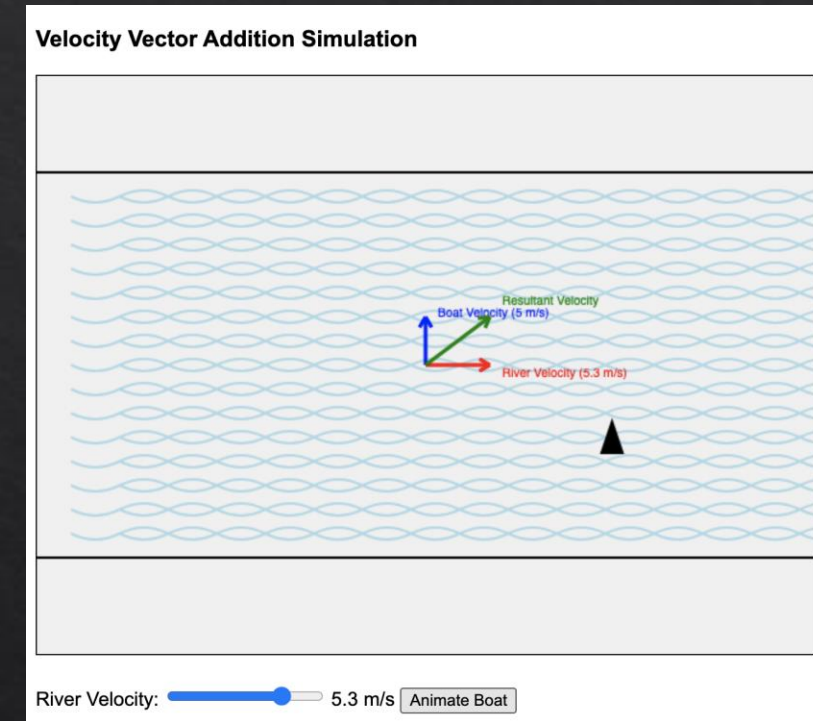 Velocity Vector Addition Simulation
Resultant Velocity
Boat Velocity (5 m/s)
River Velocity (5.3 m/s)
River Velocity: 5.3 m/s Animate Boat